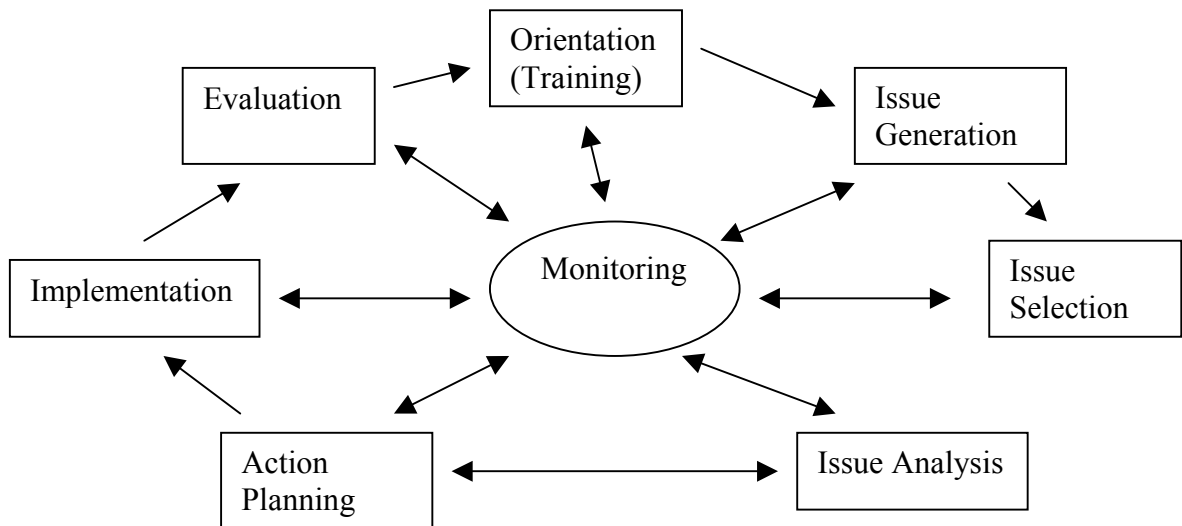 Orientation
(Training)
Evaluation
Issue
Generation
Monitoring
Implementation
Issue
Selection
Action
Planning
Issue Analysis